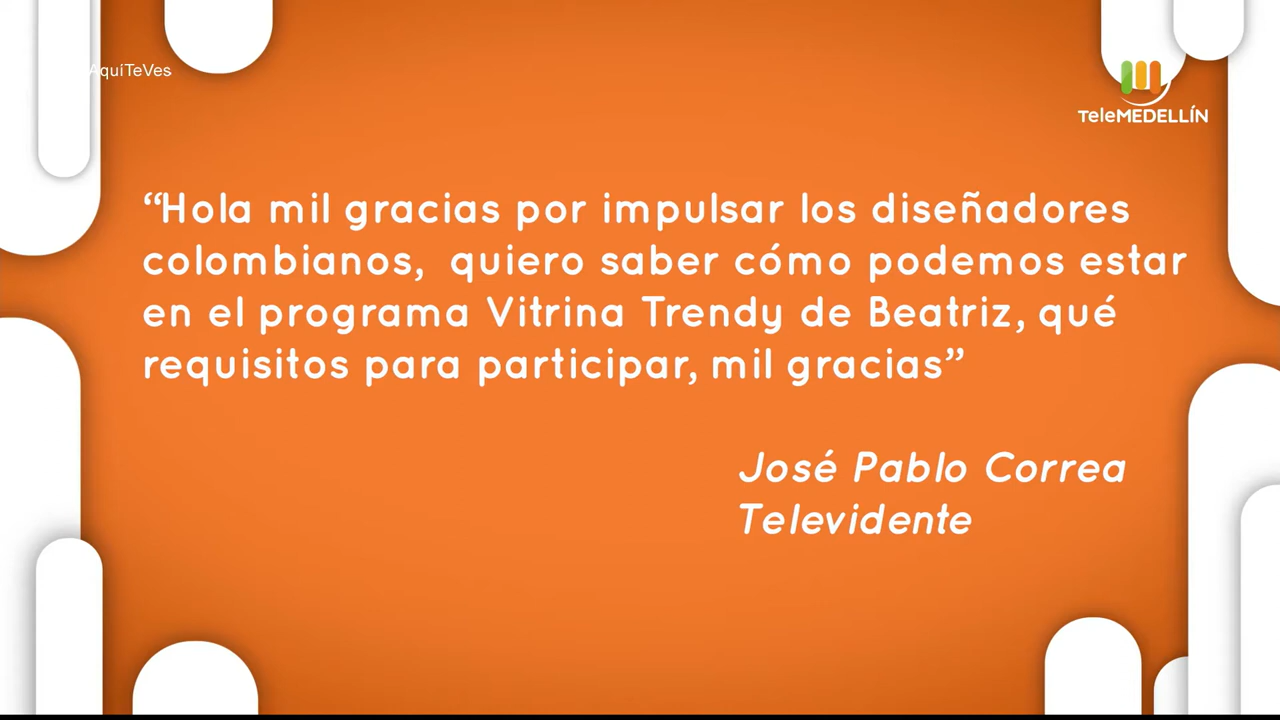 AquíTeVes
TeleMEDELLÍN
“Hola mil gracias por impulsar los diseñadores
colombianos, quiero saber cómo podemos estar
en el programa Vitrina Trendy de Beatriz, qué
requisitos para participar, mil gracias”
José Pablo Correa
Televidente